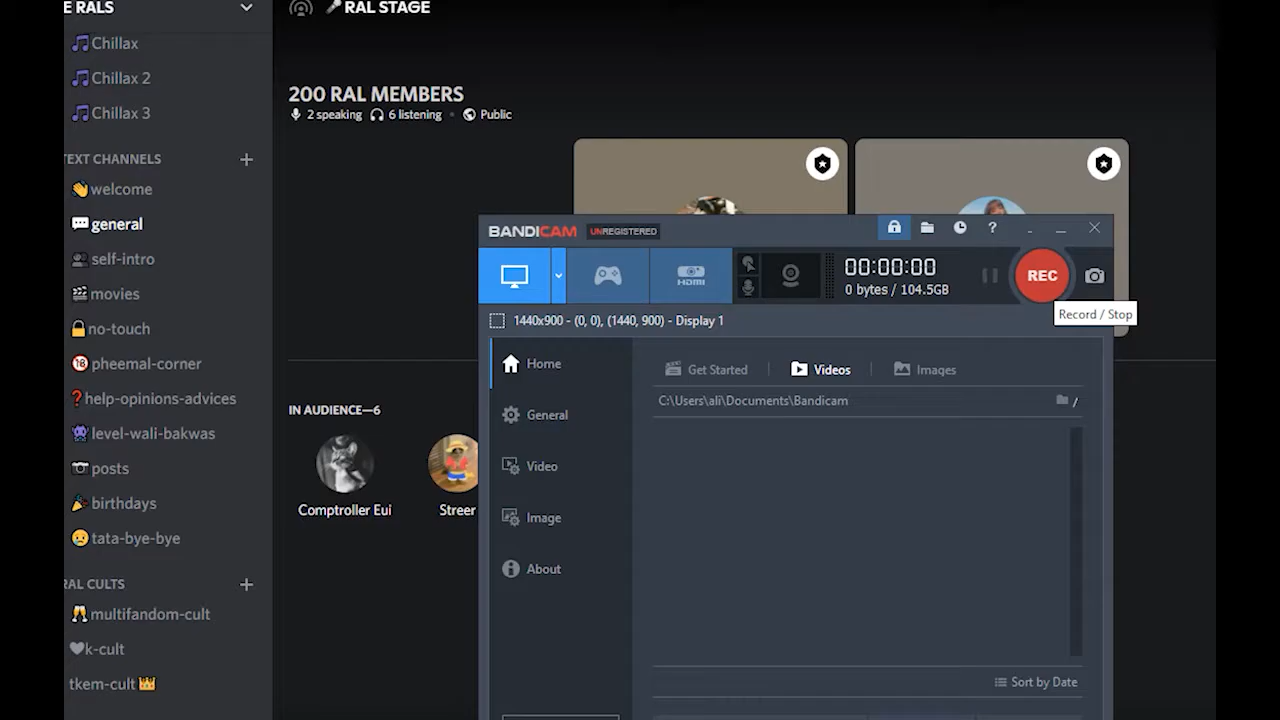 E RALS
Chillax
Chillax 2
Chillax 3
TEXT CHANNELS
welcome
general
self-intro
movies
no-touch
pheemal-corner
help-opinions-advices
level-wali-bakwas
posts
birthdays
tata-bye-bye
RAL CULTS
multifandom-cult
k-cult
tkem-cult
RAL STAGE
200 RAL MEMBERS
2 speaking 6 listening • Public
IN AUDIENCE—6
Comptroller Eui
Streer
BANDICAM UNREGISTERED
HDMI
00:00:00
0 bytes / 104.5GB
REC
Record / Stop
1440x900 - (0, 0), (1440, 900) - Display 1
Home
General
Video
Image
About
Get Started | Videos | Images
C:\Users\ali\Documents\Bandicam /
Sort by Date